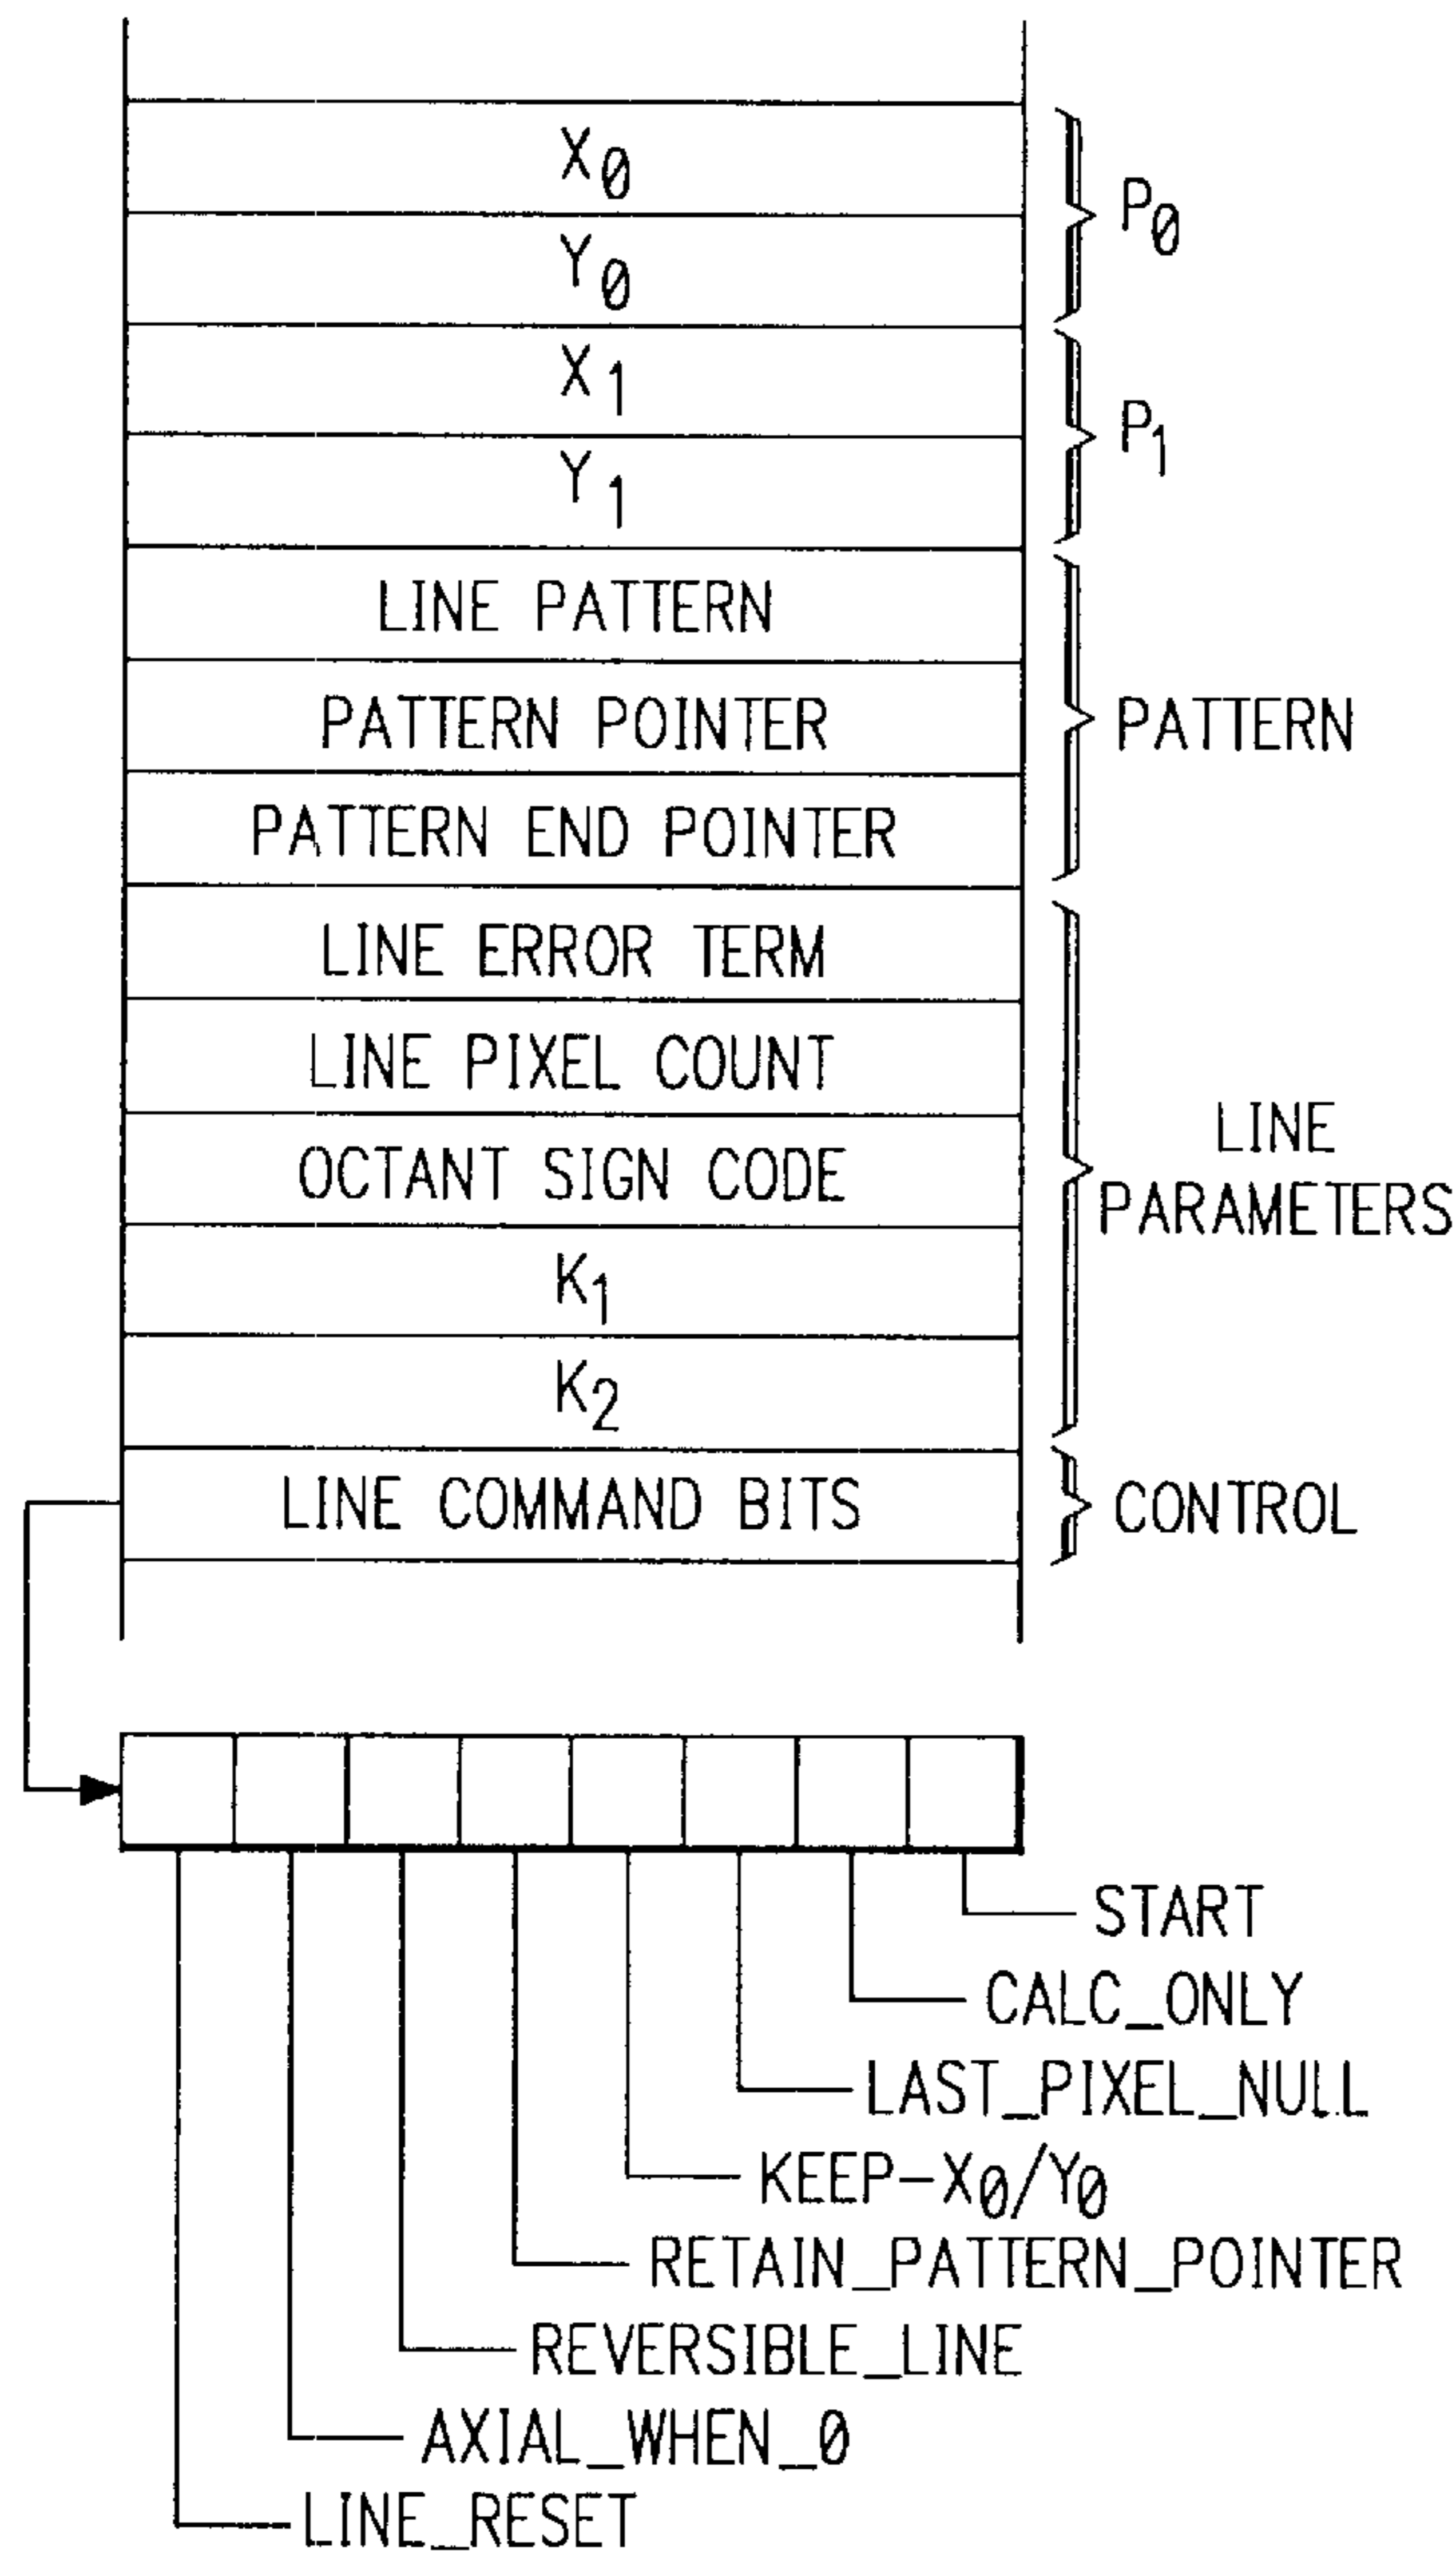 X0
Y0
P0
X1
Y1
P1
LINE PATTERN
PATTERN POINTER
PATTERN END POINTER
PATTERN
LINE ERROR TERM
LINE PIXEL COUNT
OCTANT SIGN CODE
K1
K2
LINE
PARAMETERS
LINE COMMAND BITS
CONTROL
START
CALC_ONLY
LAST_PIXEL_NULL
KEEP-X0/Y0
RETAIN_PATTERN_POINTER
REVERSIBLE_LINE
AXIAL_WHEN_0
LINE_RESET